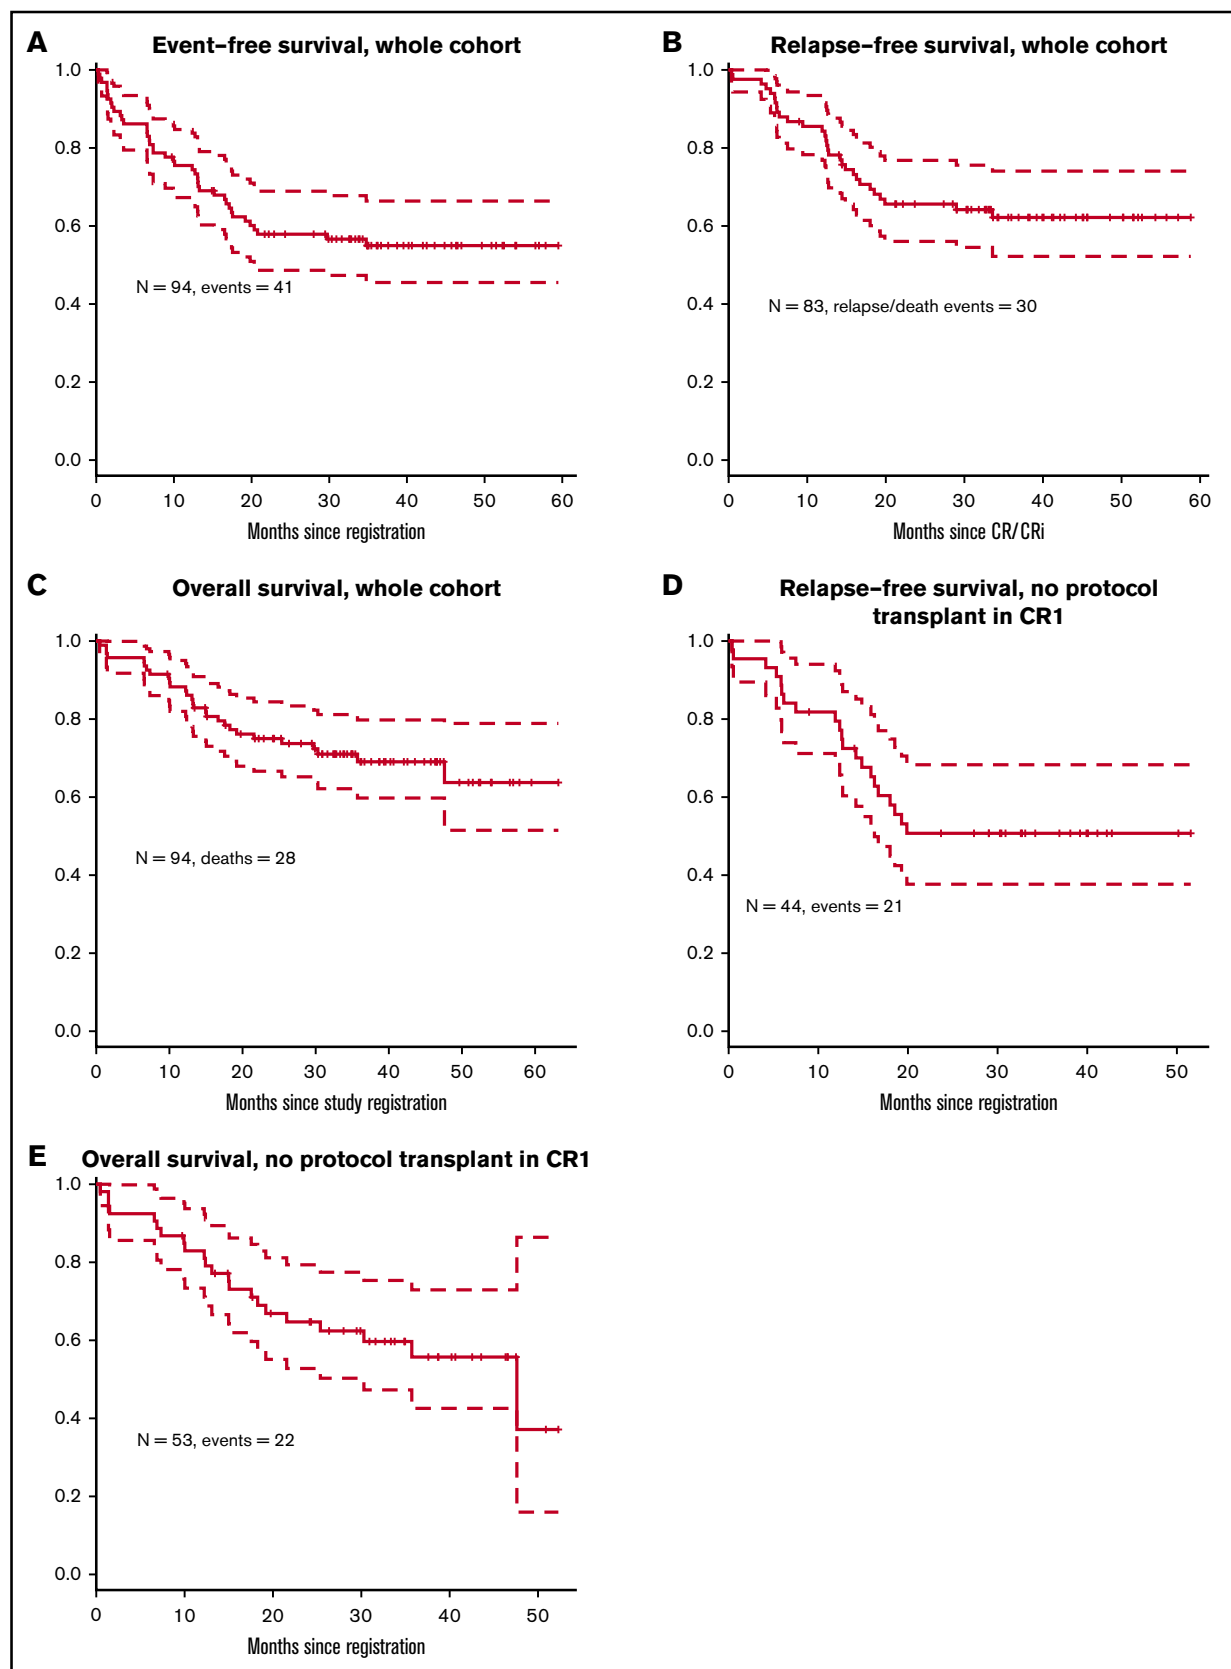 A Event-free survival, whole cohort
1.0
0.8
0.6
0.4
0.2
0.0
N = 94, events = 41
0 10 20 30 40 50 60
Months since registration
B Relapse-free survival, whole cohort
1.0
0.8
0.6
0.4
0.2
0.0
N = 83, relapse/death events = 30
0 10 20 30 40 50 60
Months since CR/CRi
C Overall survival, whole cohort
1.0
0.8
0.6
0.4
0.2
0.0
N = 94, deaths = 28
0 10 20 30 40 50 60
Months since study registration
D Relapse-free survival, no protocol
transplant in CR1
1.0
0.8
0.6
0.4
0.2
0.0
N = 44, events = 21
0 10 20 30 40 50
Months since registration
E Overall survival, no protocol transplant in CR1
1.0
0.8
0.6
0.4
0.2
0.0
N = 53, events = 22
0 10 20 30 40 50
Months since registration